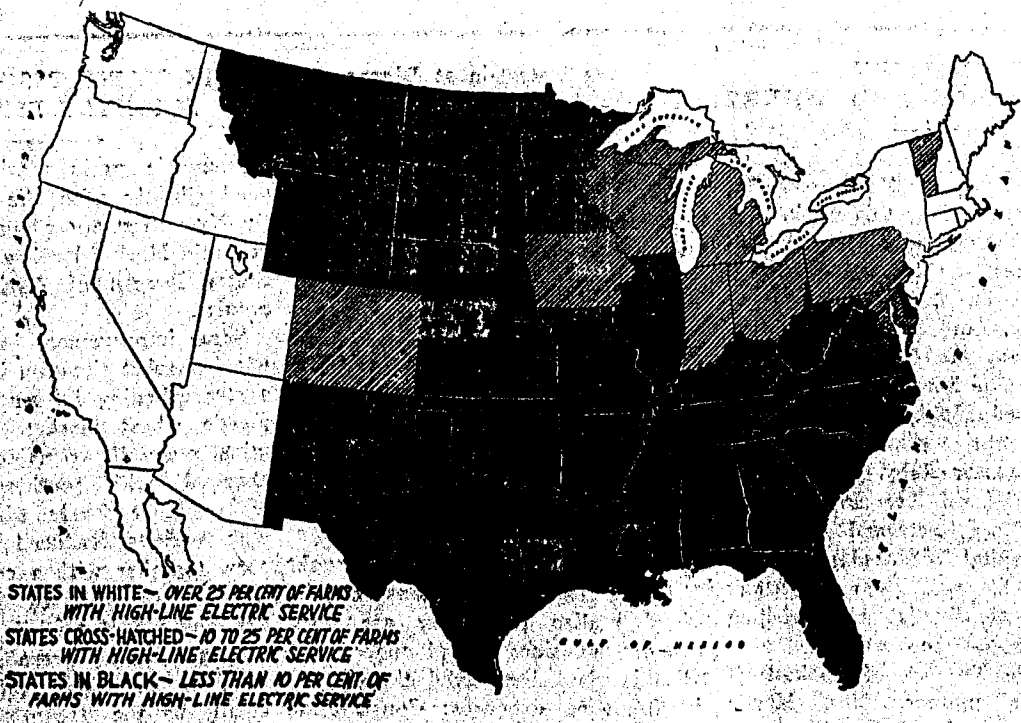 STATES IN WHITE~ OVER 25 PER CENT OF FARMS
WITH HIGH-LINE ELECTRIC SERVICE
STATES CROSS-HATCHED~10 TO 25 PER CENT OF FARMS
WITH HIGH-LINE ELECTRIC SERVICE
STATES IN BLACK~ LESS THAN 10 PER CENT OF
FARMS WITH HIGH-LINE ELECTRIC SERVICE
GULF OF MEXICO